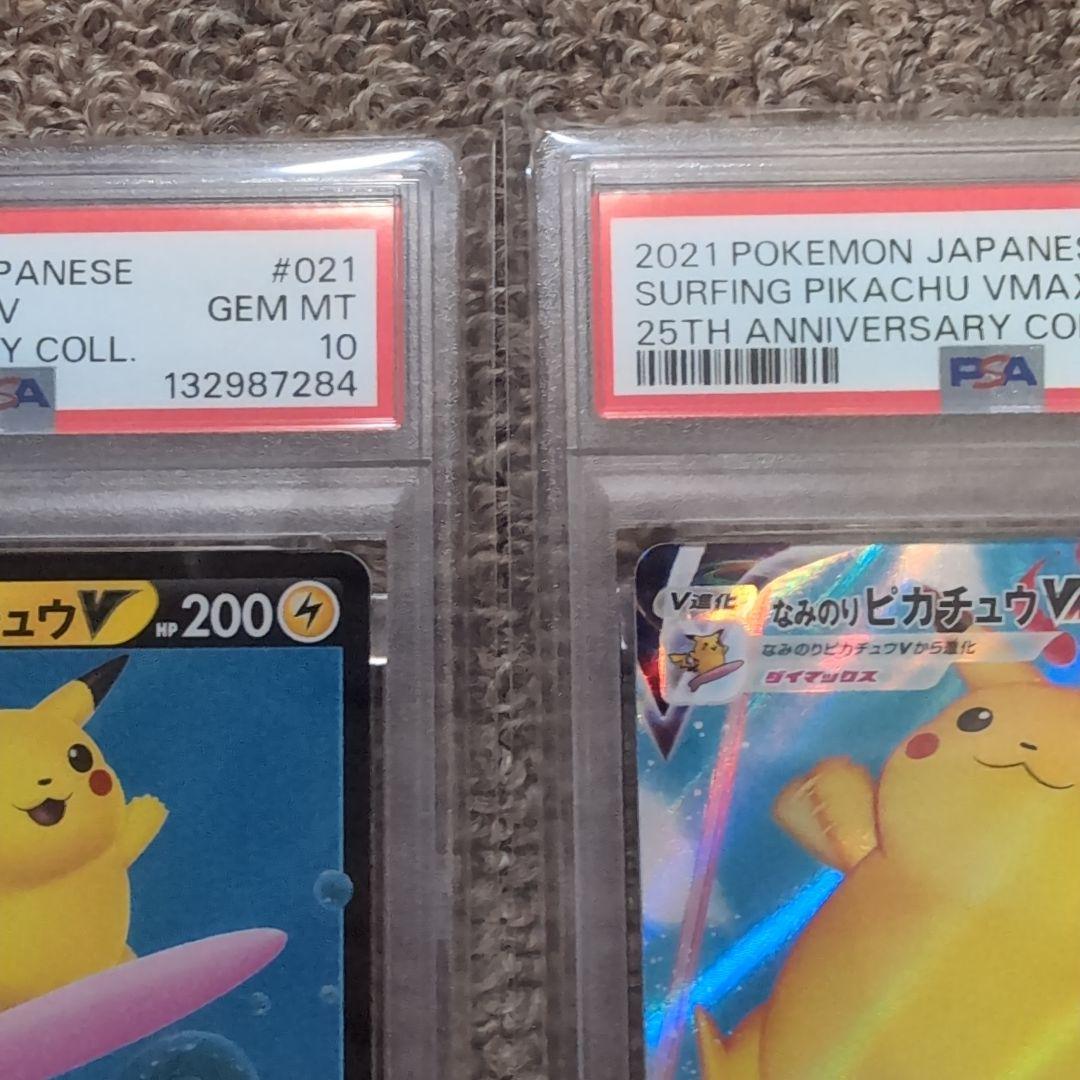 PANESE #021
V GEM MT
Y COLL. 10
PSA 132987284
2021 POKEMON JAPANES
SURFING PIKACHU VMAX
25TH ANNIVERSARY CO
PSA
ュウV HP 200
V進化 なみのりピカチュウV
なみのりピカチュウVから進化
ダイマックス